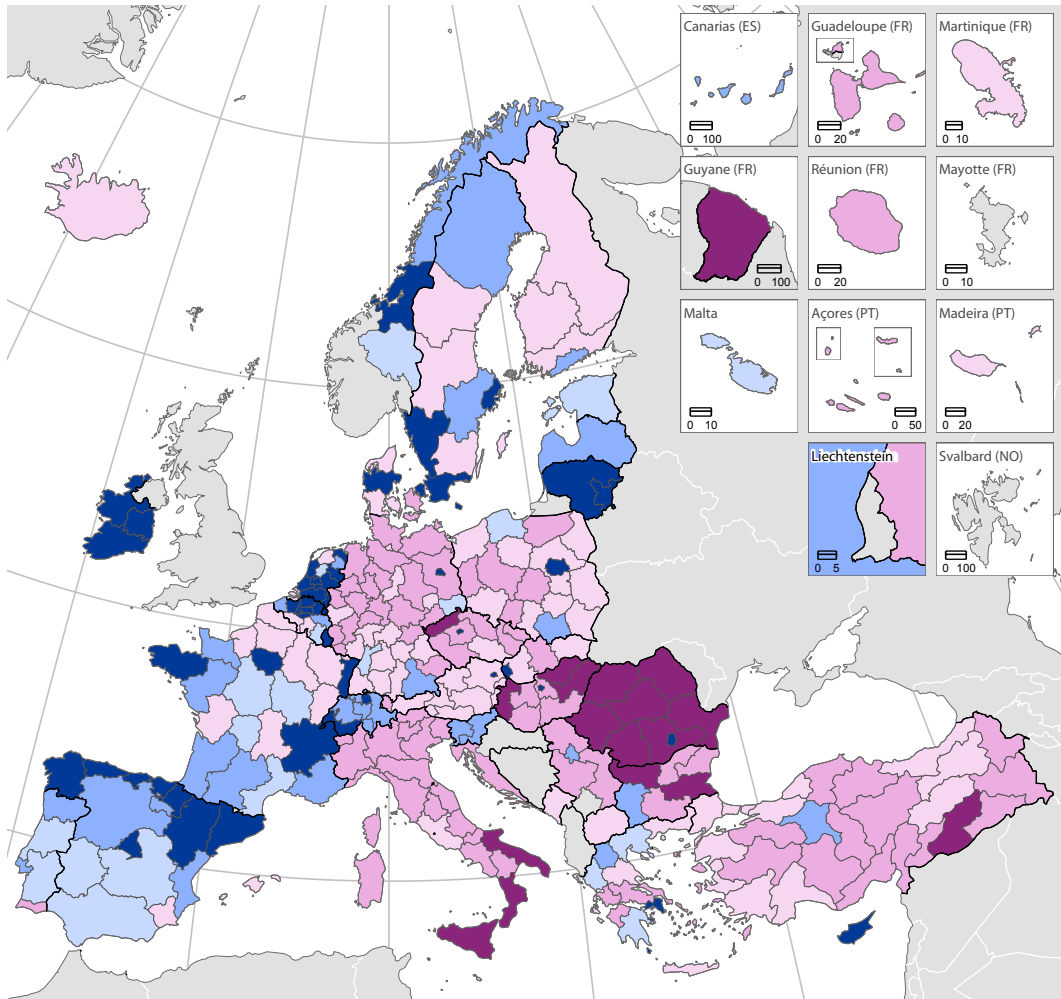 Canarias (ES)
0 100
Guadeloupe (FR)
0 20
Martinique (FR)
0 10
Guyane (FR)
0 100
Réunion (FR)
0 20
Mayotte (FR)
0 10
Malta
0 10
Açores (PT)
0 50
Madeira (PT)
0 20
Liechtenstein
0 5
Svalbard (NO)
0 100